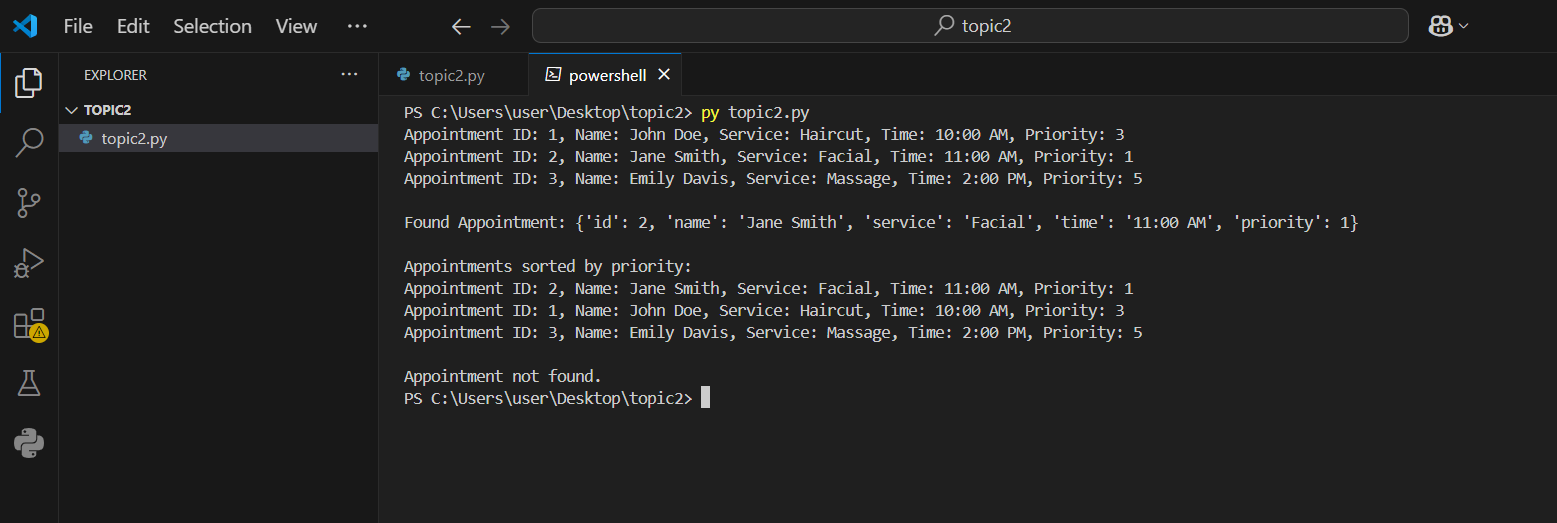 File Edit Selection View ··· topic2
EXPLORER ···
TOPIC2
topic2.py
topic2.py powershell
PS C:\Users\user\Desktop\topic2> py topic2.py
Appointment ID: 1, Name: John Doe, Service: Haircut, Time: 10:00 AM, Priority: 3
Appointment ID: 2, Name: Jane Smith, Service: Facial, Time: 11:00 AM, Priority: 1
Appointment ID: 3, Name: Emily Davis, Service: Massage, Time: 2:00 PM, Priority: 5
Found Appointment: {'id': 2, 'name': 'Jane Smith', 'service': 'Facial', 'time': '11:00 AM', 'priority': 1}
Appointments sorted by priority:
Appointment ID: 2, Name: Jane Smith, Service: Facial, Time: 11:00 AM, Priority: 1
Appointment ID: 1, Name: John Doe, Service: Haircut, Time: 10:00 AM, Priority: 3
Appointment ID: 3, Name: Emily Davis, Service: Massage, Time: 2:00 PM, Priority: 5
Appointment not found.
PS C:\Users\user\Desktop\topic2>